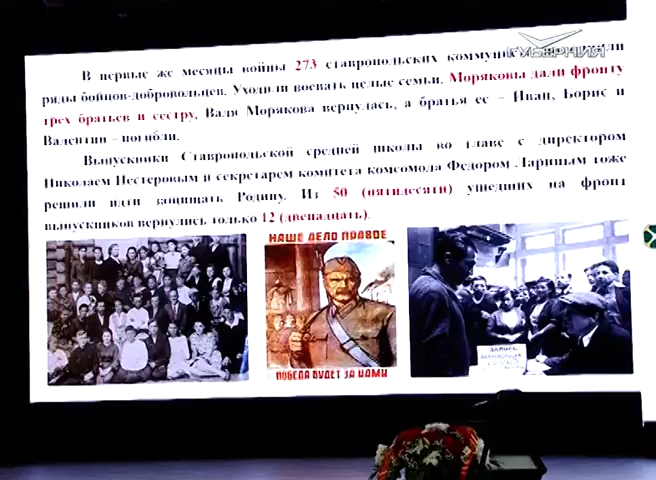 ГУБЕРНИЯ
В первые же месяцы войны 273 ставропольских
ряды бойцов-добровольцев. Уходили воевать целые семьи. Моряковы дали фронту
трех братьев и сестру, Валя Морякова вернулась, а братья ее – Иван, Борис и
Валентин – погибли.
Выпускники Ставропольской средней школы во главе с директором
Николаем Нестеровым и секретарем комитета комсомола Федором Лариным тоже
решили идти защищать Родину. Из 50 (пятидесяти) ушедших на фронт
выпускников вернулись только 12 (двенадцать).
НАШЕ ДЕЛО ПРАВОЕ
ПОБЕДА БУДЕТ ЗА НАМИ
ЗАПИСЬ